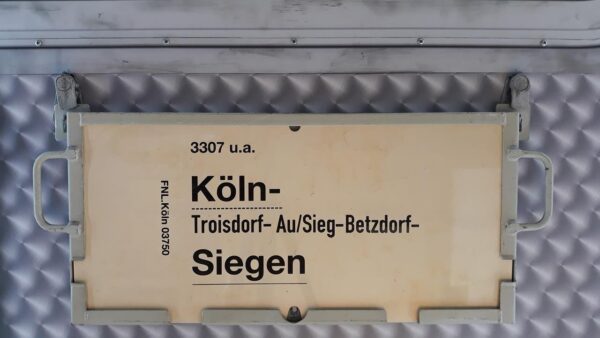 3307 u.a.
Köln-
Troisdorf- Au/Sieg-Betzdorf-
Siegen
FNL.Köln 03750